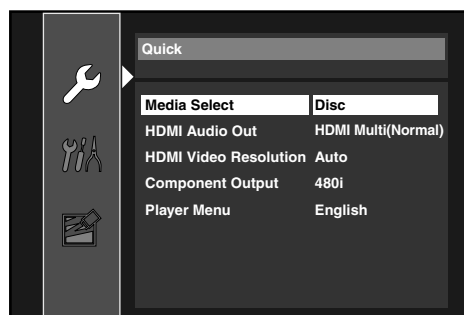 Quick
Media Select Disc
HDMI Audio Out HDMI Multi(Normal)
HDMI Video Resolution Auto
Component Output 480i
Player Menu English